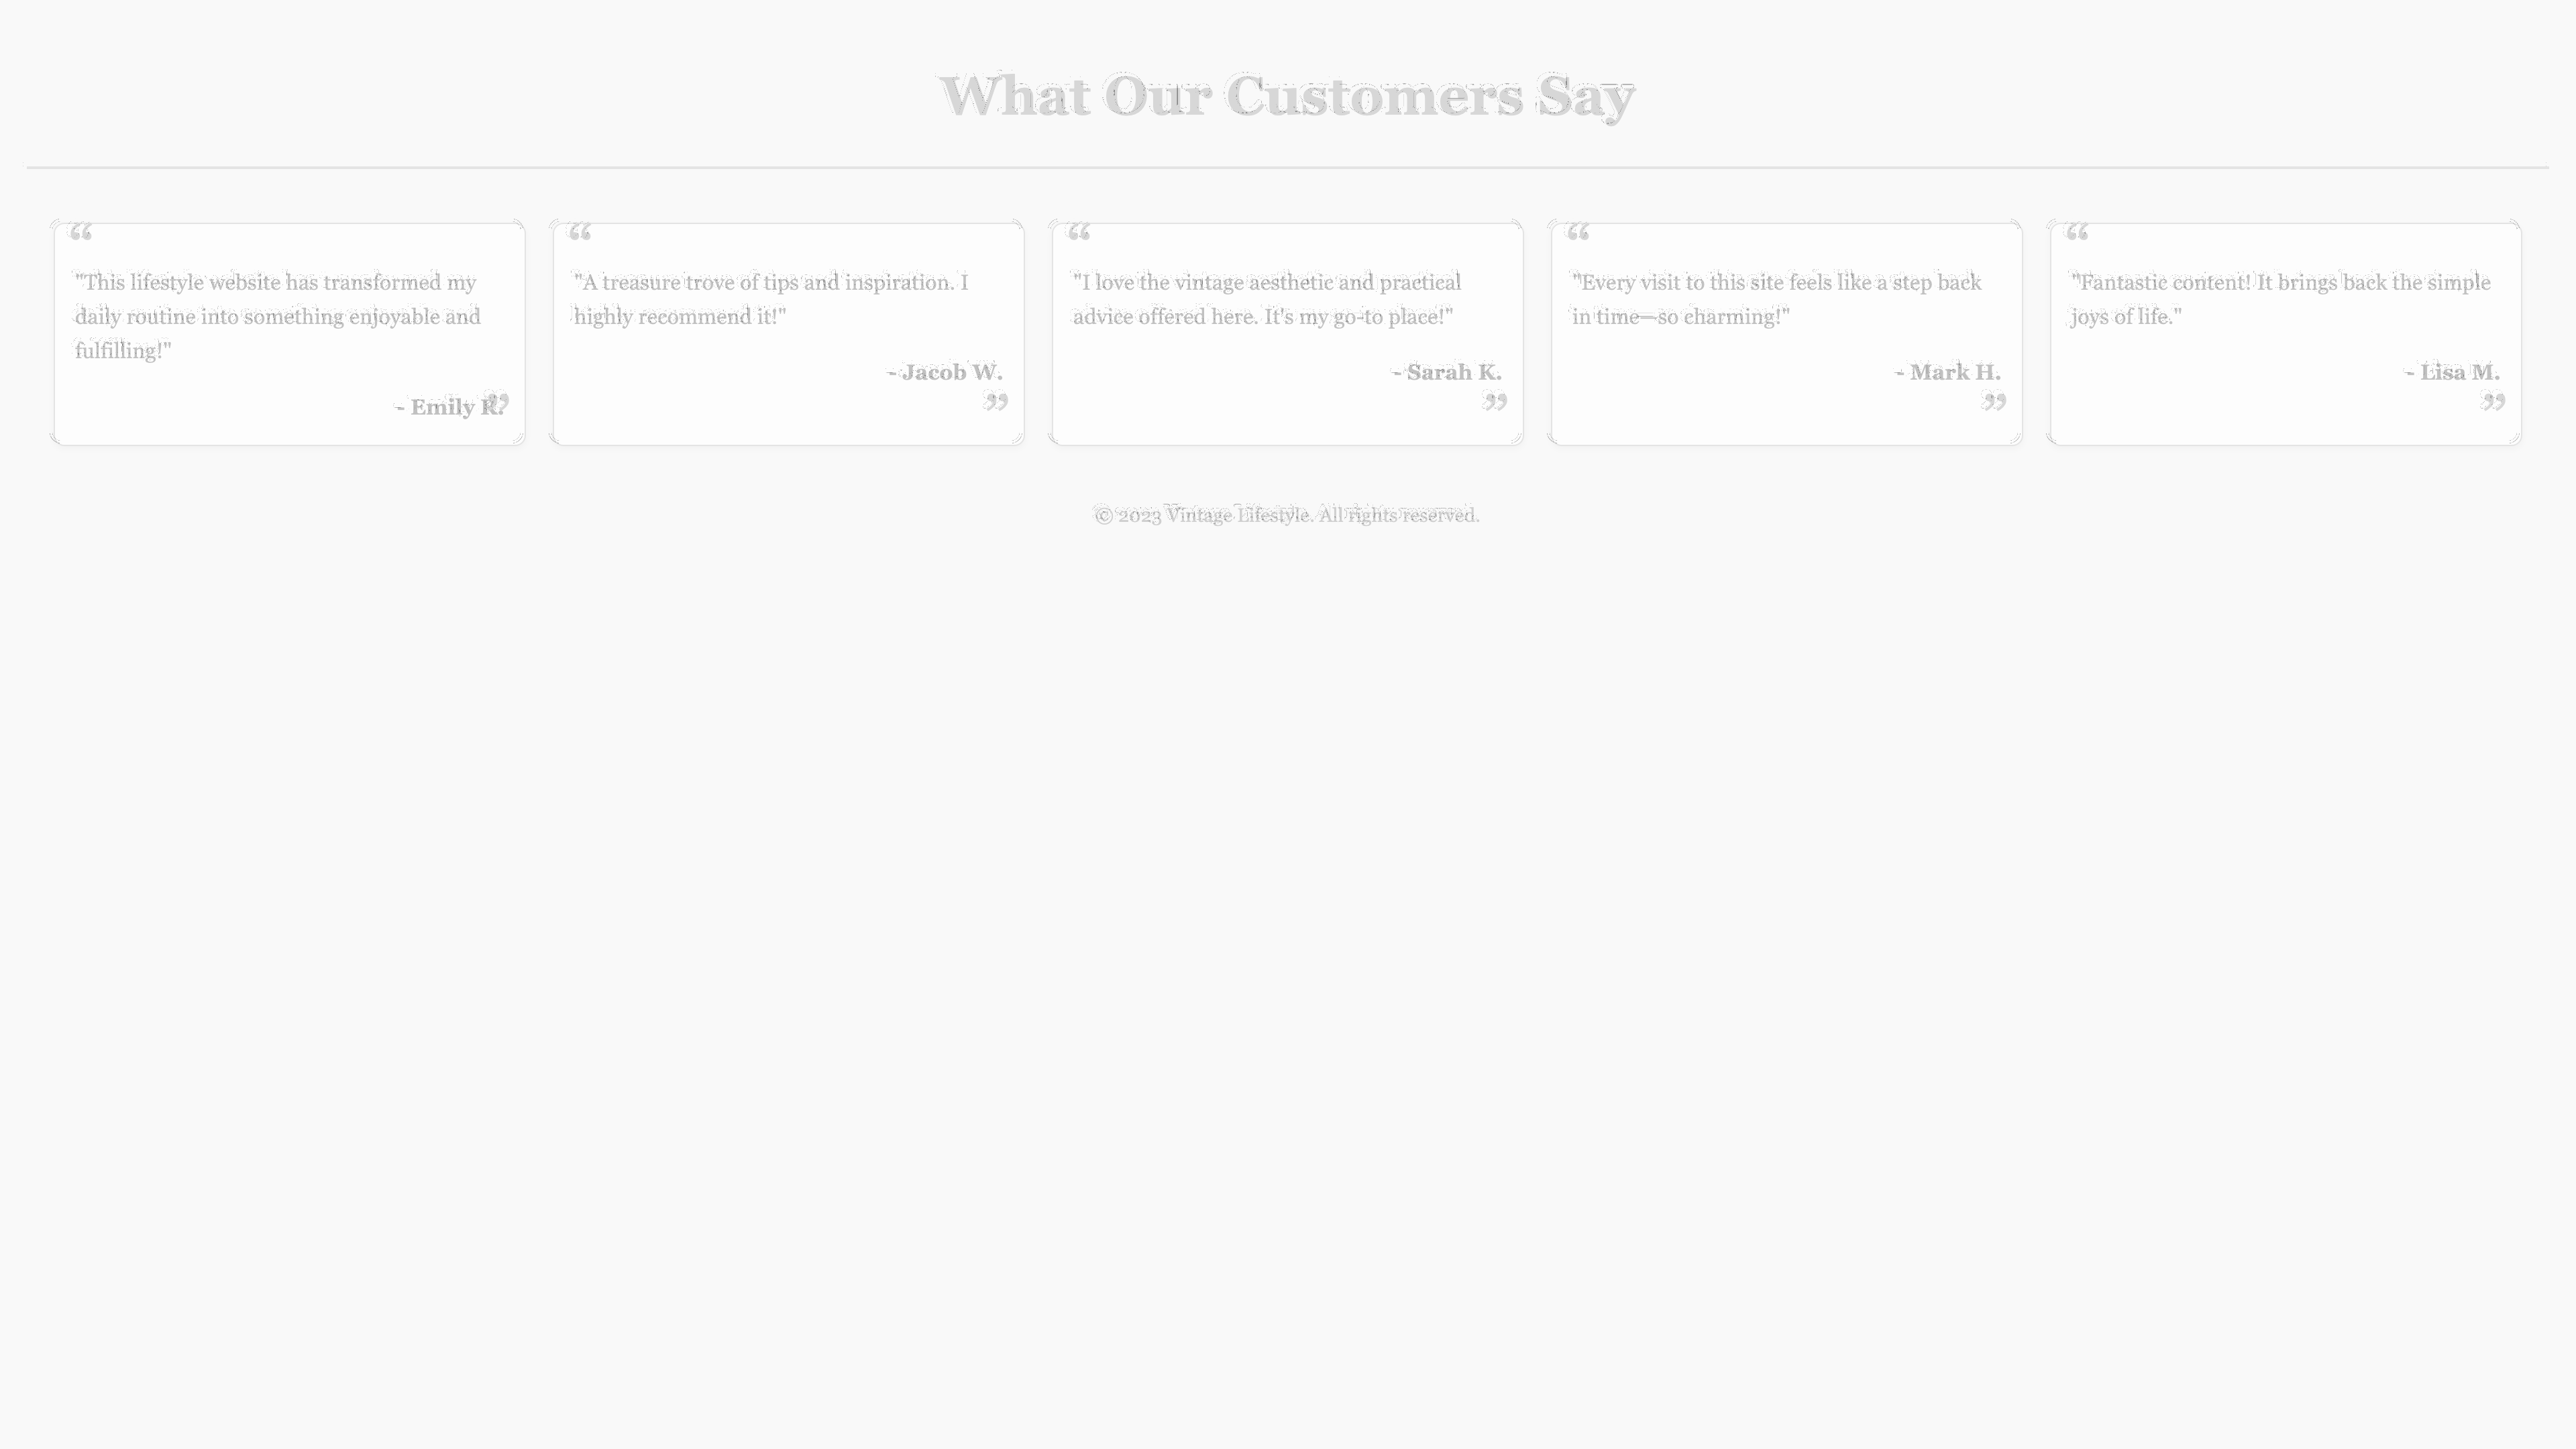 What Our Customers Say
“
"This lifestyle website has transformed my
daily routine into something enjoyable and
fulfilling!"
- Emily R.
”
“
"A treasure trove of tips and inspiration. I
highly recommend it!"
- Jacob W.
”
“
"I love the vintage aesthetic and practical
advice offered here. It's my go-to place!"
- Sarah K.
”
“
"Every visit to this site feels like a step back
in time—so charming!"
- Mark H.
”
“
"Fantastic content! It brings back the simple
joys of life."
- Lisa M.
”
© 2023 Vintage Lifestyle. All rights reserved.